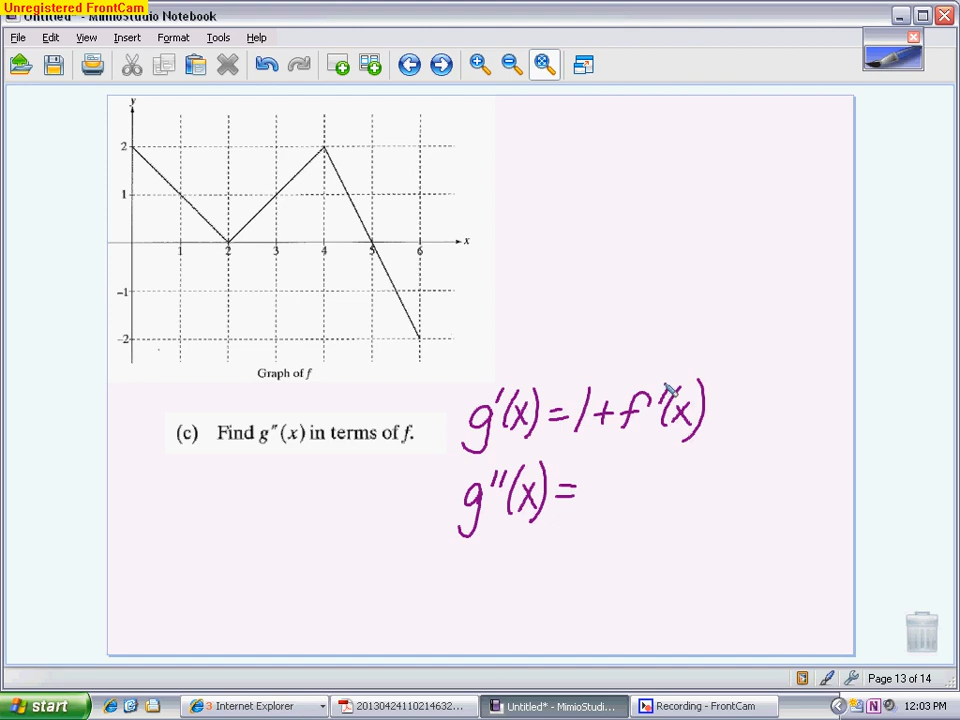 Unregistered FrontCam
Untitled* - MimioStudio Notebook
File Edit View Insert Format Tools Help
y
2
1
1 2 3 4 5 6 x
-1
-2
Graph of f
g'(x) = 1 + f''(x)
(c) Find g″(x) in terms of f.
g''(x) =
Page 13 of 14
start
3 Internet Explorer
20130424110214632...
Untitled* - MimioStudi...
Recording - FrontCam
12:03 PM